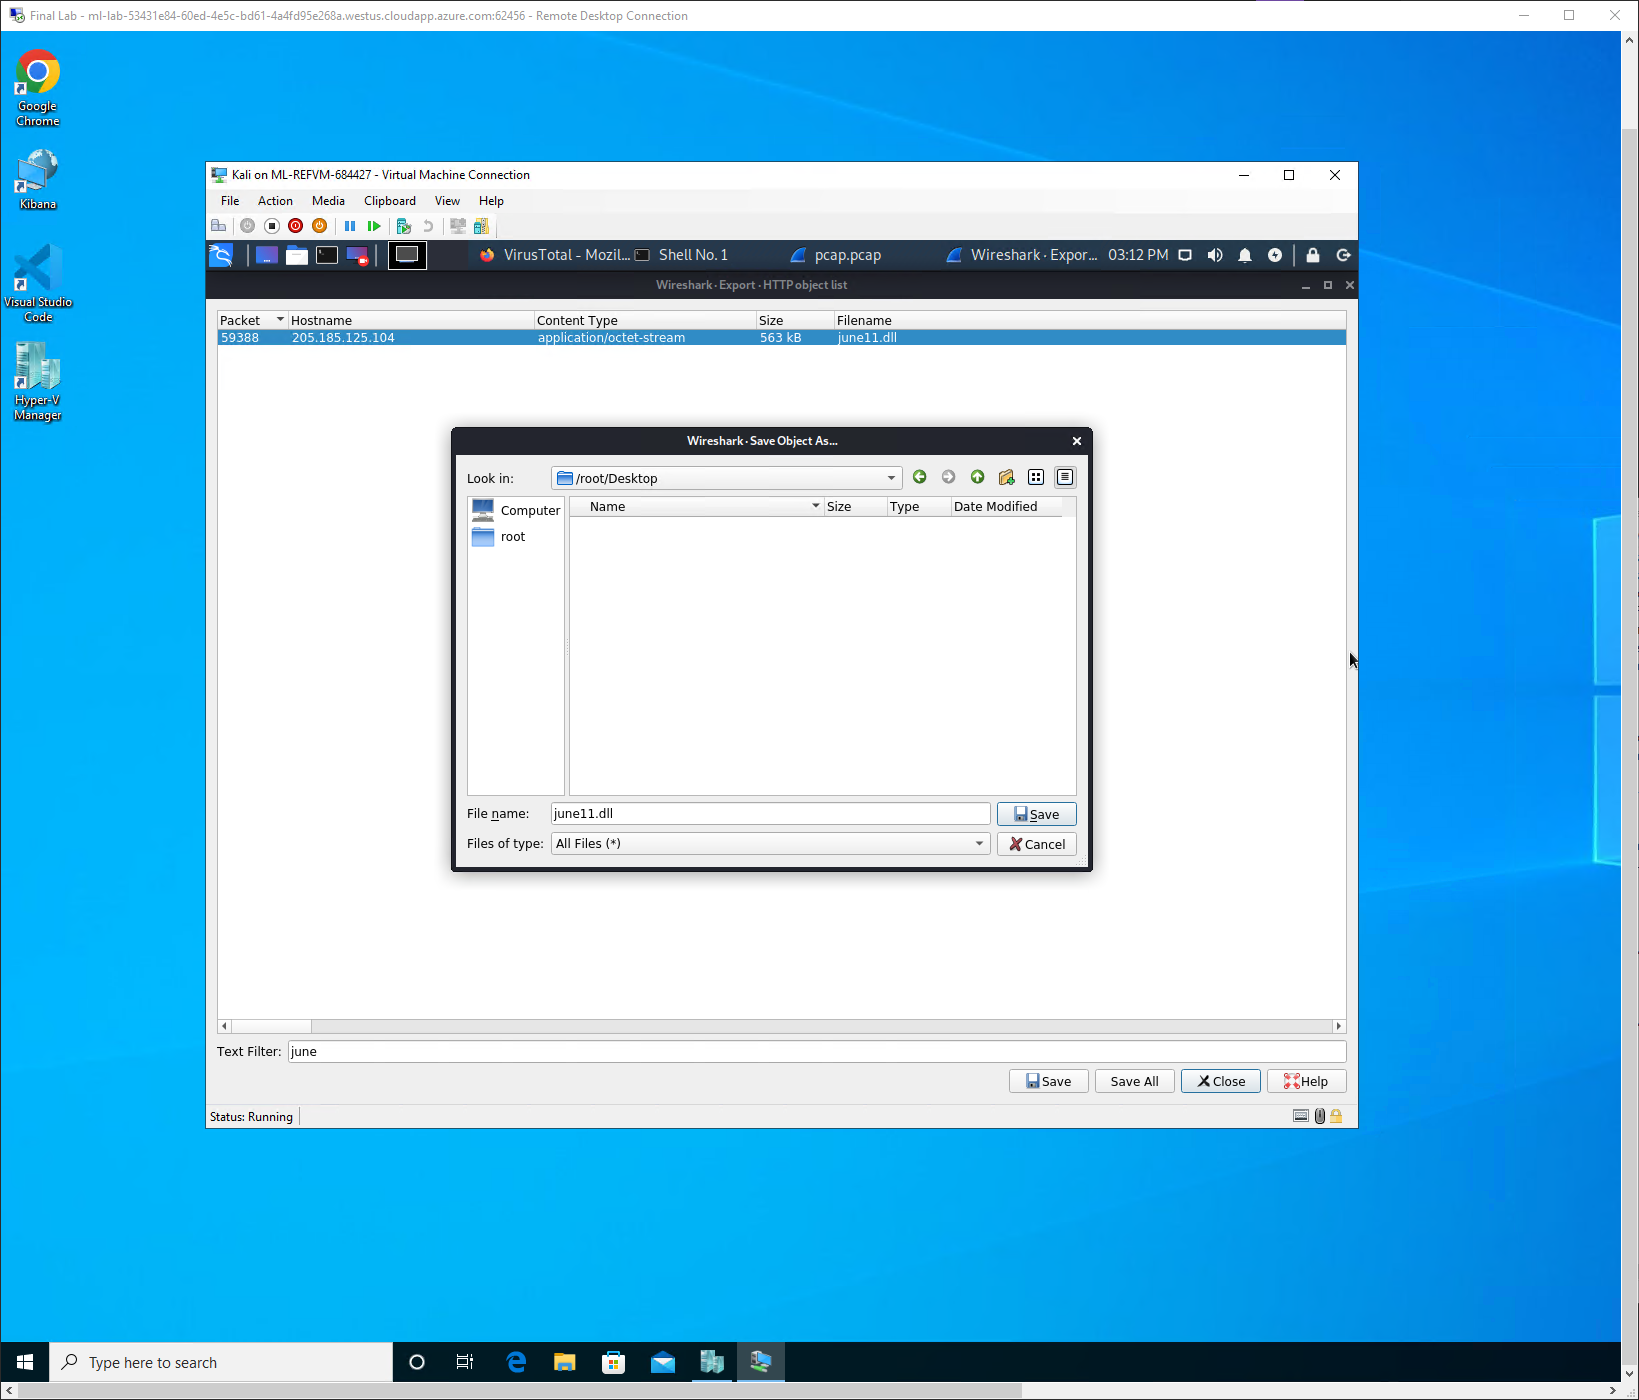 Final Lab - ml-lab-53431e84-60ed-4e5c-bd61-4a4fd95e268a.westus.cloudapp.azure.com:62456 - Remote Desktop Connection
Google
Chrome
Kibana
Visual Studio
Code
Hyper-V
Manager
Kali on ML-REFVM-684427 - Virtual Machine Connection
File Action Media Clipboard View Help
VirusTotal - Mozil... Shell No. 1 pcap.pcap Wireshark · Expor... 03:12 PM
Wireshark · Export · HTTP object list
Packet Hostname Content Type Size Filename
59388 205.185.125.104 application/octet-stream 563 kB june11.dll
Wireshark · Save Object As...
Look in: /root/Desktop
Computer
root
Name Size Type Date Modified
File name: june11.dll Save
Files of type: All Files (*) Cancel
Text Filter: june
Save Save All Close Help
Status: Running
Type here to search